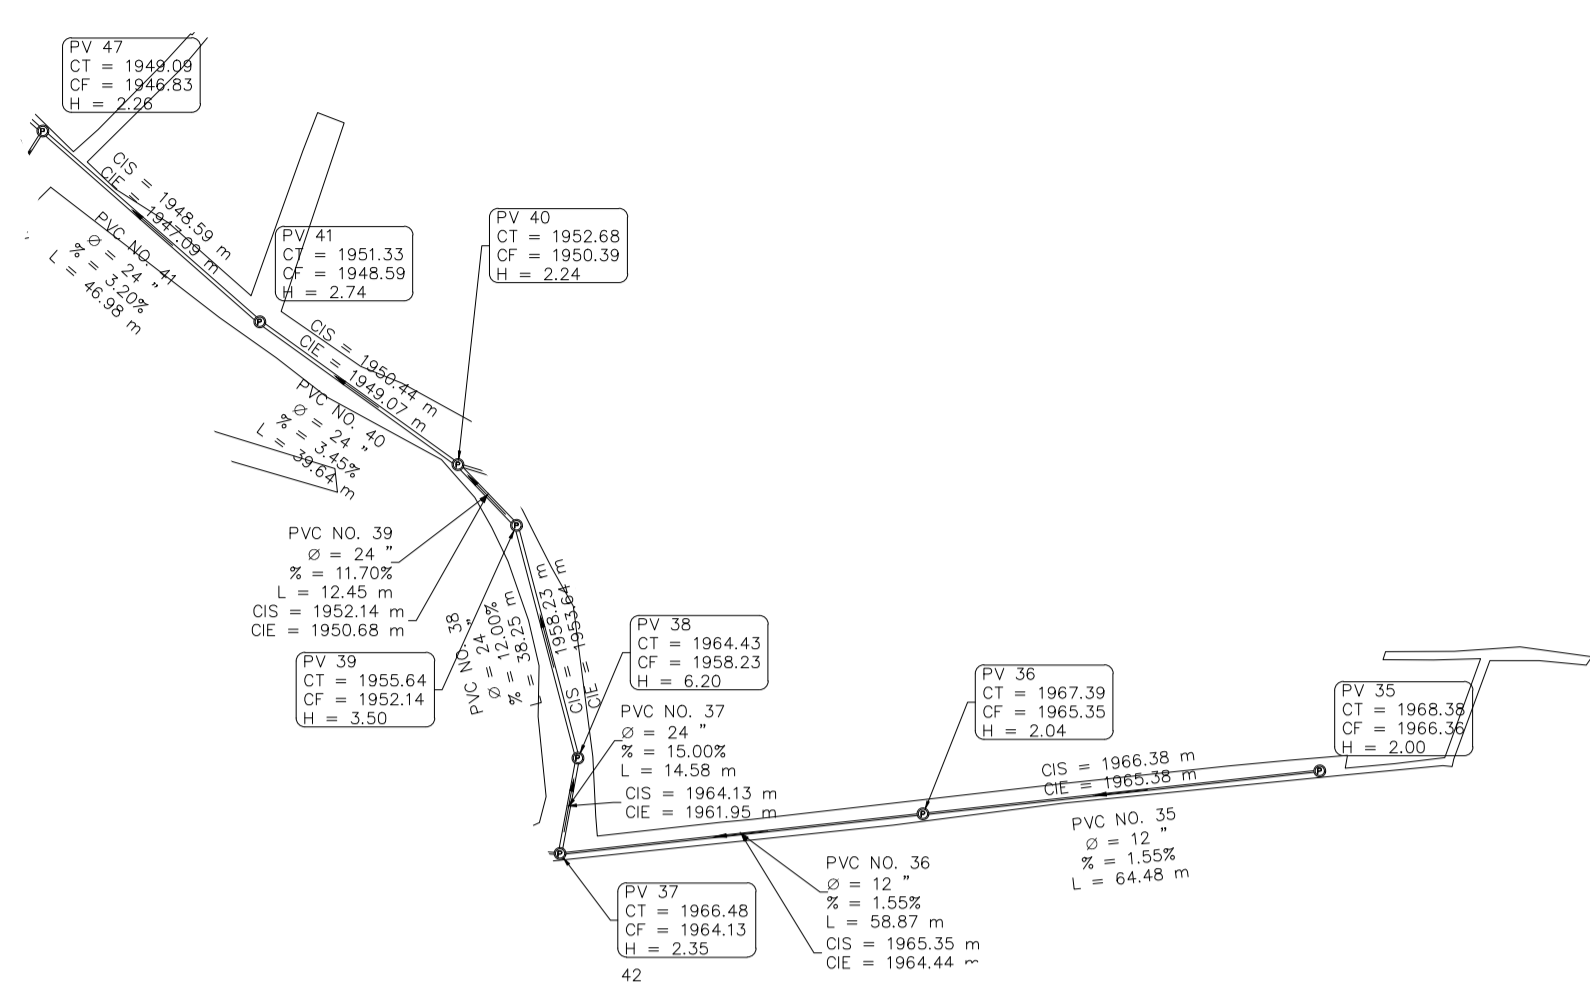 PV 47
CT = 1949.09
CF = 1946.83
H = 2.26
CIS = 1948.59 m
CIE = 1947.09 m
PVC NO. 41
Ø = 24 "
% = 3.20%
L = 46.98 m
PV 41
CT = 1951.33
CF = 1948.59
H = 2.74
PV 40
CT = 1952.68
CF = 1950.39
H = 2.24
CIS = 1950.44 m
CIE = 1949.07 m
PVC NO. 40
Ø = 24 "
% = 3.45%
L = 39.64 m
PVC NO. 39
Ø = 24 "
% = 11.70%
L = 12.45 m
CIS = 1952.14 m
CIE = 1950.68 m
PV 39
CT = 1955.64
CF = 1952.14
H = 3.50
PVC NO. 38
Ø = 24 "
% = 12.00%
L = 38.25 m
CIS = 1958.23 m
CIE = 1953.64 m
PV 38
CT = 1964.43
CF = 1958.23
H = 6.20
PVC NO. 37
Ø = 24 "
% = 15.00%
L = 14.58 m
CIS = 1964.13 m
CIE = 1961.95 m
PV 36
CT = 1967.39
CF = 1965.35
H = 2.04
PV 35
CT = 1968.38
CF = 1966.36
H = 2.00
CIS = 1966.38 m
CIE = 1965.38 m
PVC NO. 35
Ø = 12 "
% = 1.55%
L = 64.48 m
PVC NO. 36
Ø = 12 "
% = 1.55%
L = 58.87 m
CIS = 1965.35 m
CIE = 1964.44 m
PV 37
CT = 1966.48
CF = 1964.13
H = 2.35
42
P
P
P
P
P
P
P
P